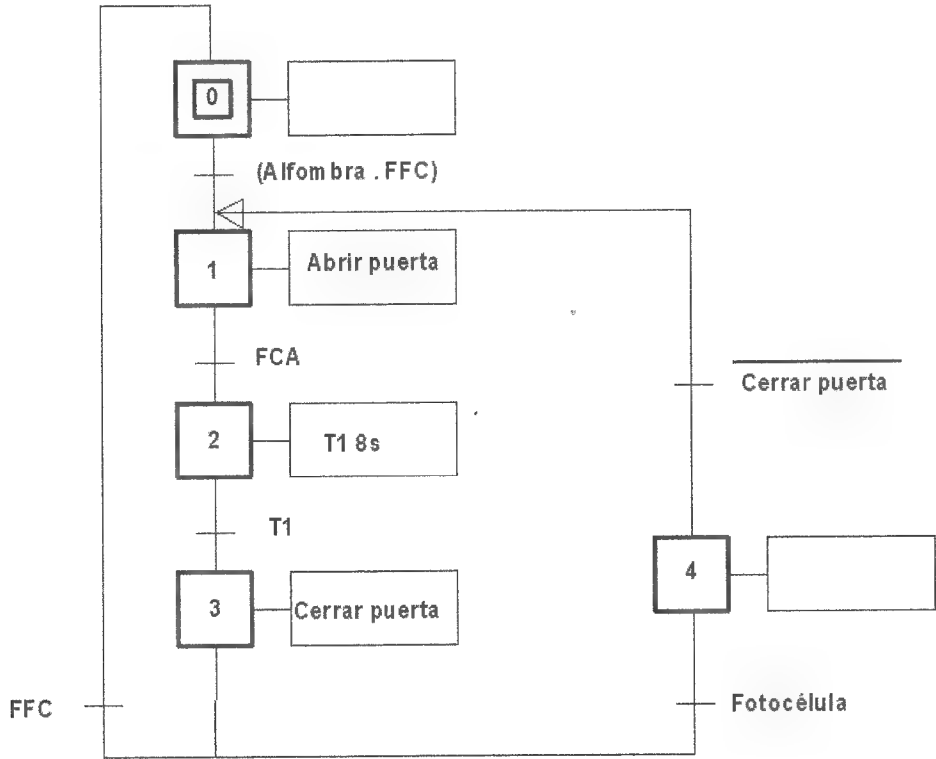 0
(Alfombra . FFC)
1
Abrir puerta
FCA
Cerrar puerta
2
T1 8s
T1
4
3
Cerrar puerta
FFC
Fotocélula